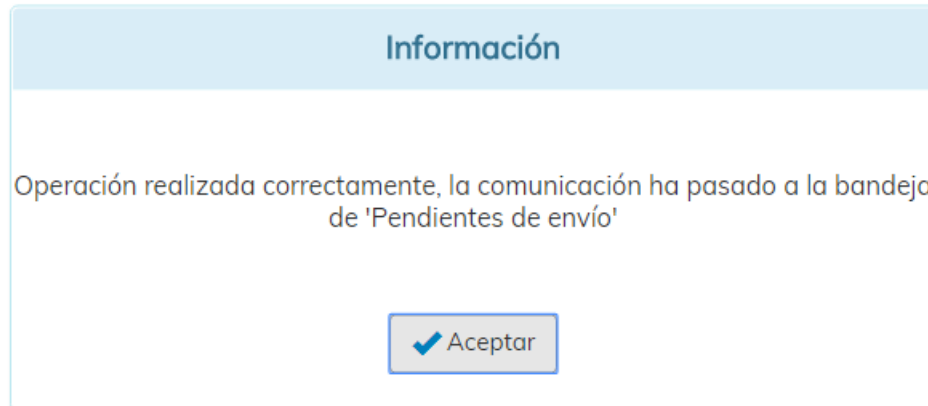 Información
Operación realizada correctamente, la comunicación ha pasado a la bandeja
de 'Pendientes de envío'
Aceptar